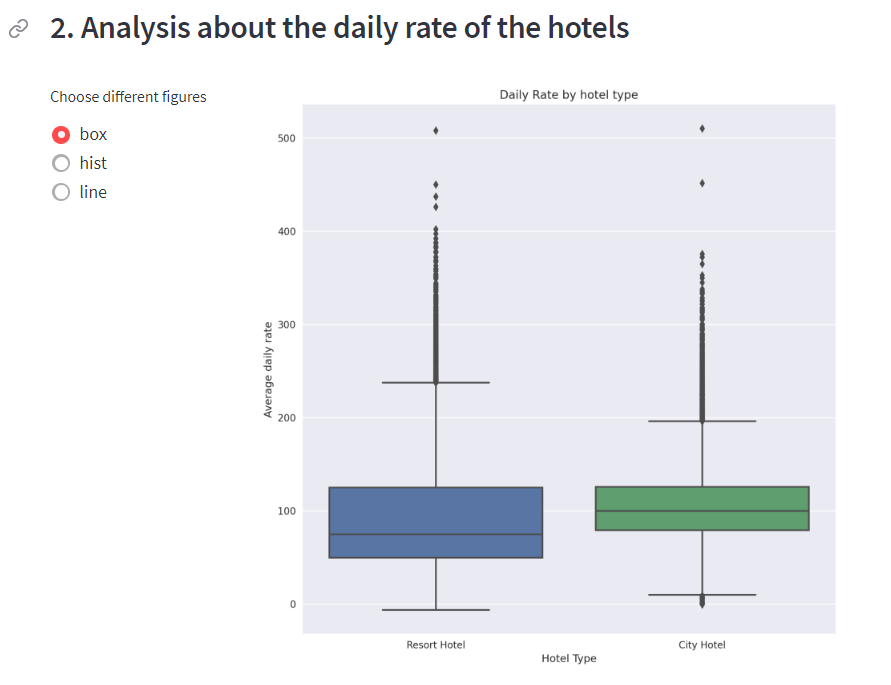 2. Analysis about the daily rate of the hotels
Choose different figures
box
hist
line
Daily Rate by hotel type
500
400
300
200
100
0
Average daily rate
Resort Hotel
City Hotel
Hotel Type